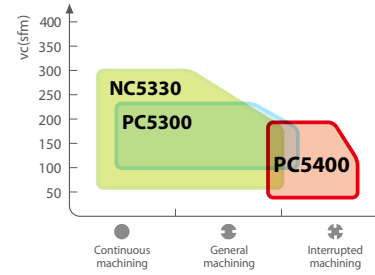 vc(sfm)
400
350
300
250
200
150
100
50
NC5330
PC5300
PC5400
Continuous
machining
General
machining
Interrupted
machining